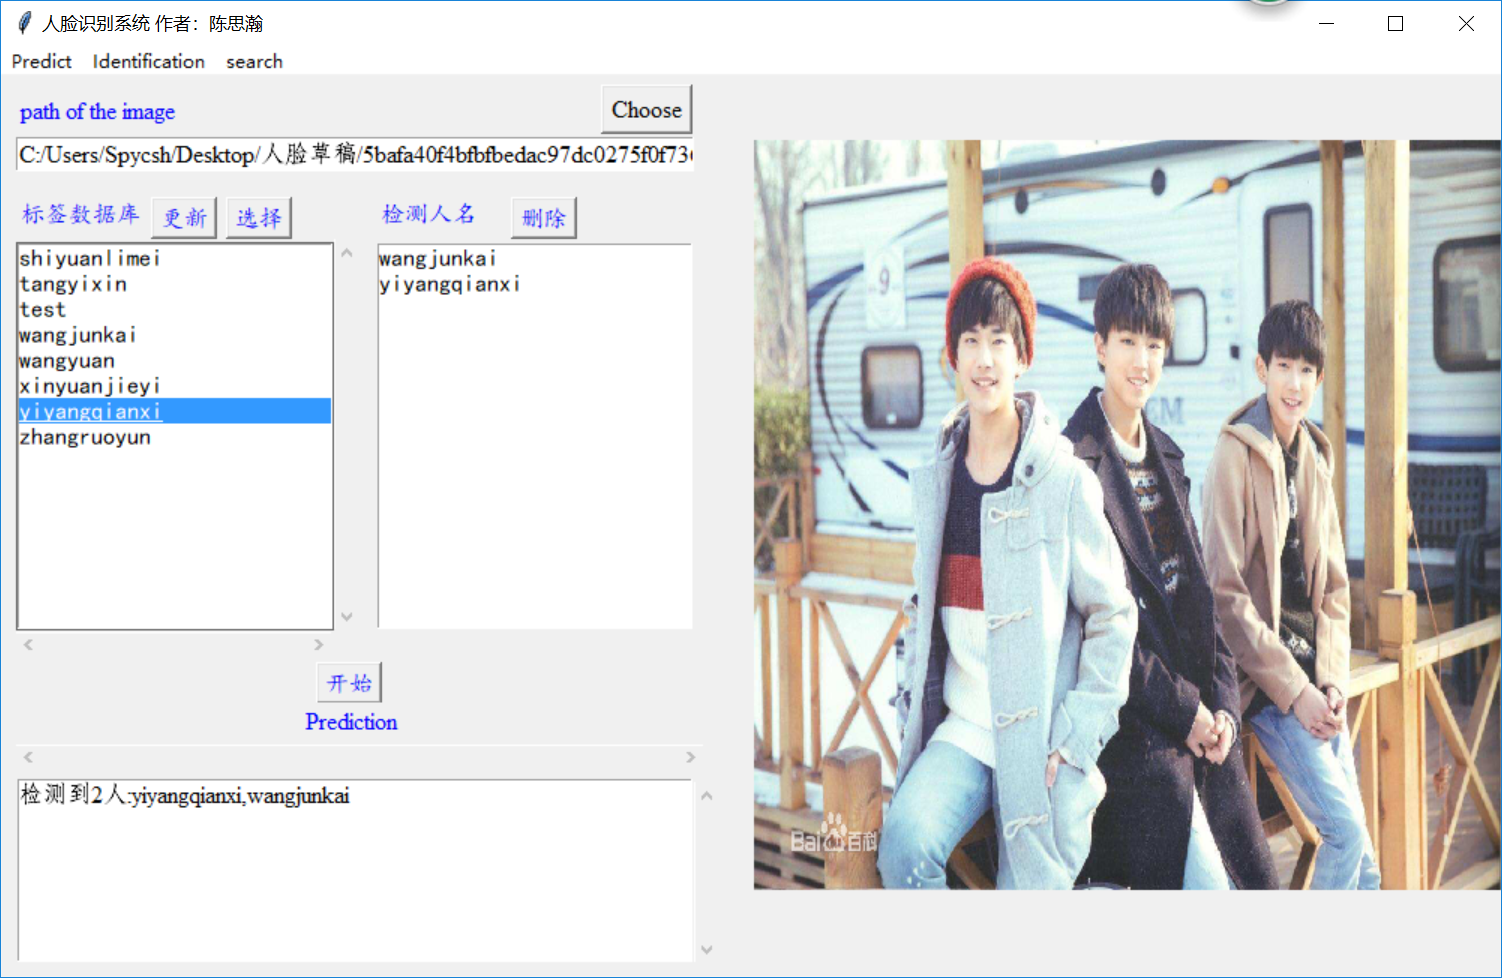 人脸识别系统 作者：陈思瀚
Predict Identification search
path of the image
Choose
C:/Users/Spycsh/Desktop/人脸草稿/5bafa40f4bfbfbedac97dc0275f0f73
标签数据库 更新 选择
检测人名 删除
shiyuanlimei
tangyixin
test
wangjunkai
wangyuan
xinyuanjieyi
yiyangqianxi
zhangruoyun
wangjunkai
yiyangqianxi
开始
Prediction
检测到2人:yiyangqianxi,wangjunkai
9
GM
Bai 百科